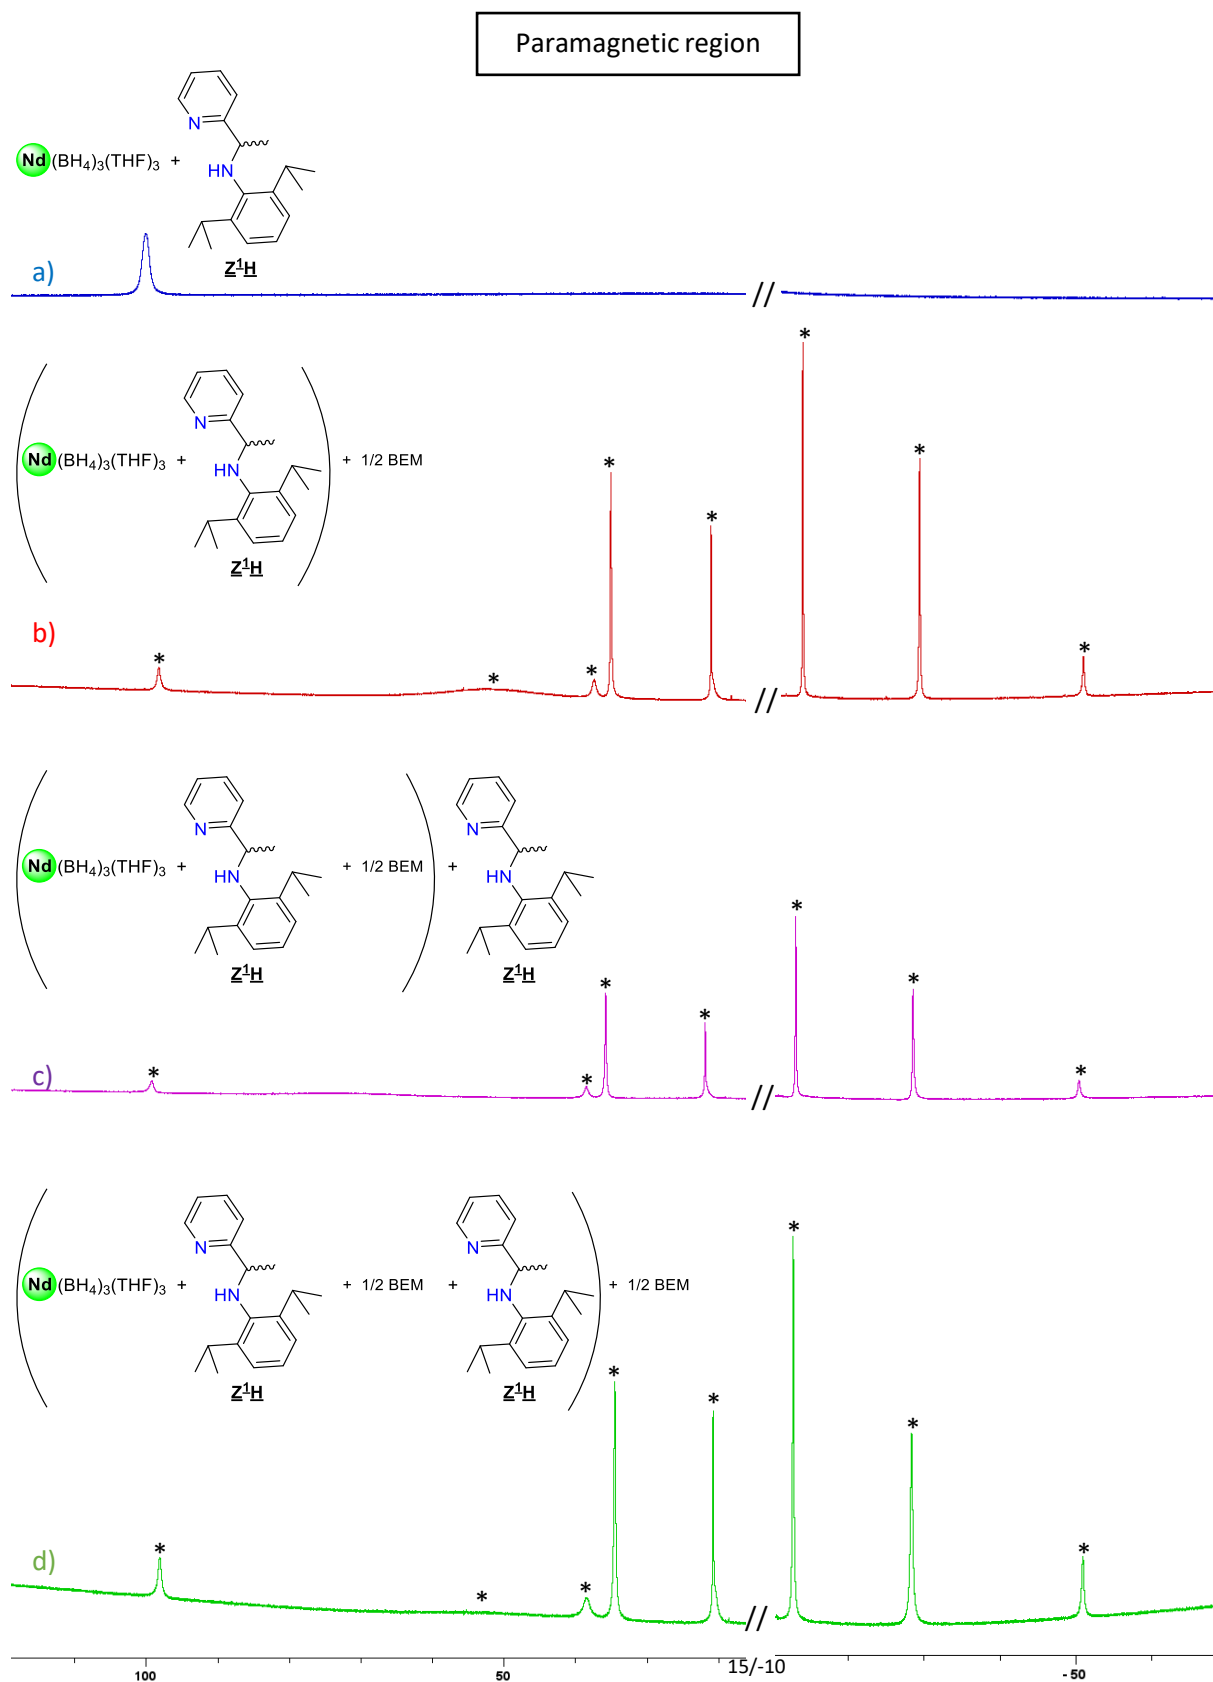 Paramagnetic region
N
Nd (BH4)3(THF)3 +
HN
Z1H
a)
//
*
N
Nd (BH4)3(THF)3 + + 1/2 BEM
HN
* * * *
Z1H
b)
* * * *
//
N N
Nd (BH4)3(THF)3 + + 1/2 BEM +
HN HN
*
Z1H Z1H
* * *
c)
* * * *
//
N N
Nd (BH4)3(THF)3 + + 1/2 BEM + + 1/2 BEM
HN HN
*
Z1H Z1H
* * *
d)
* * * *
//
100 50 15/-10 -50